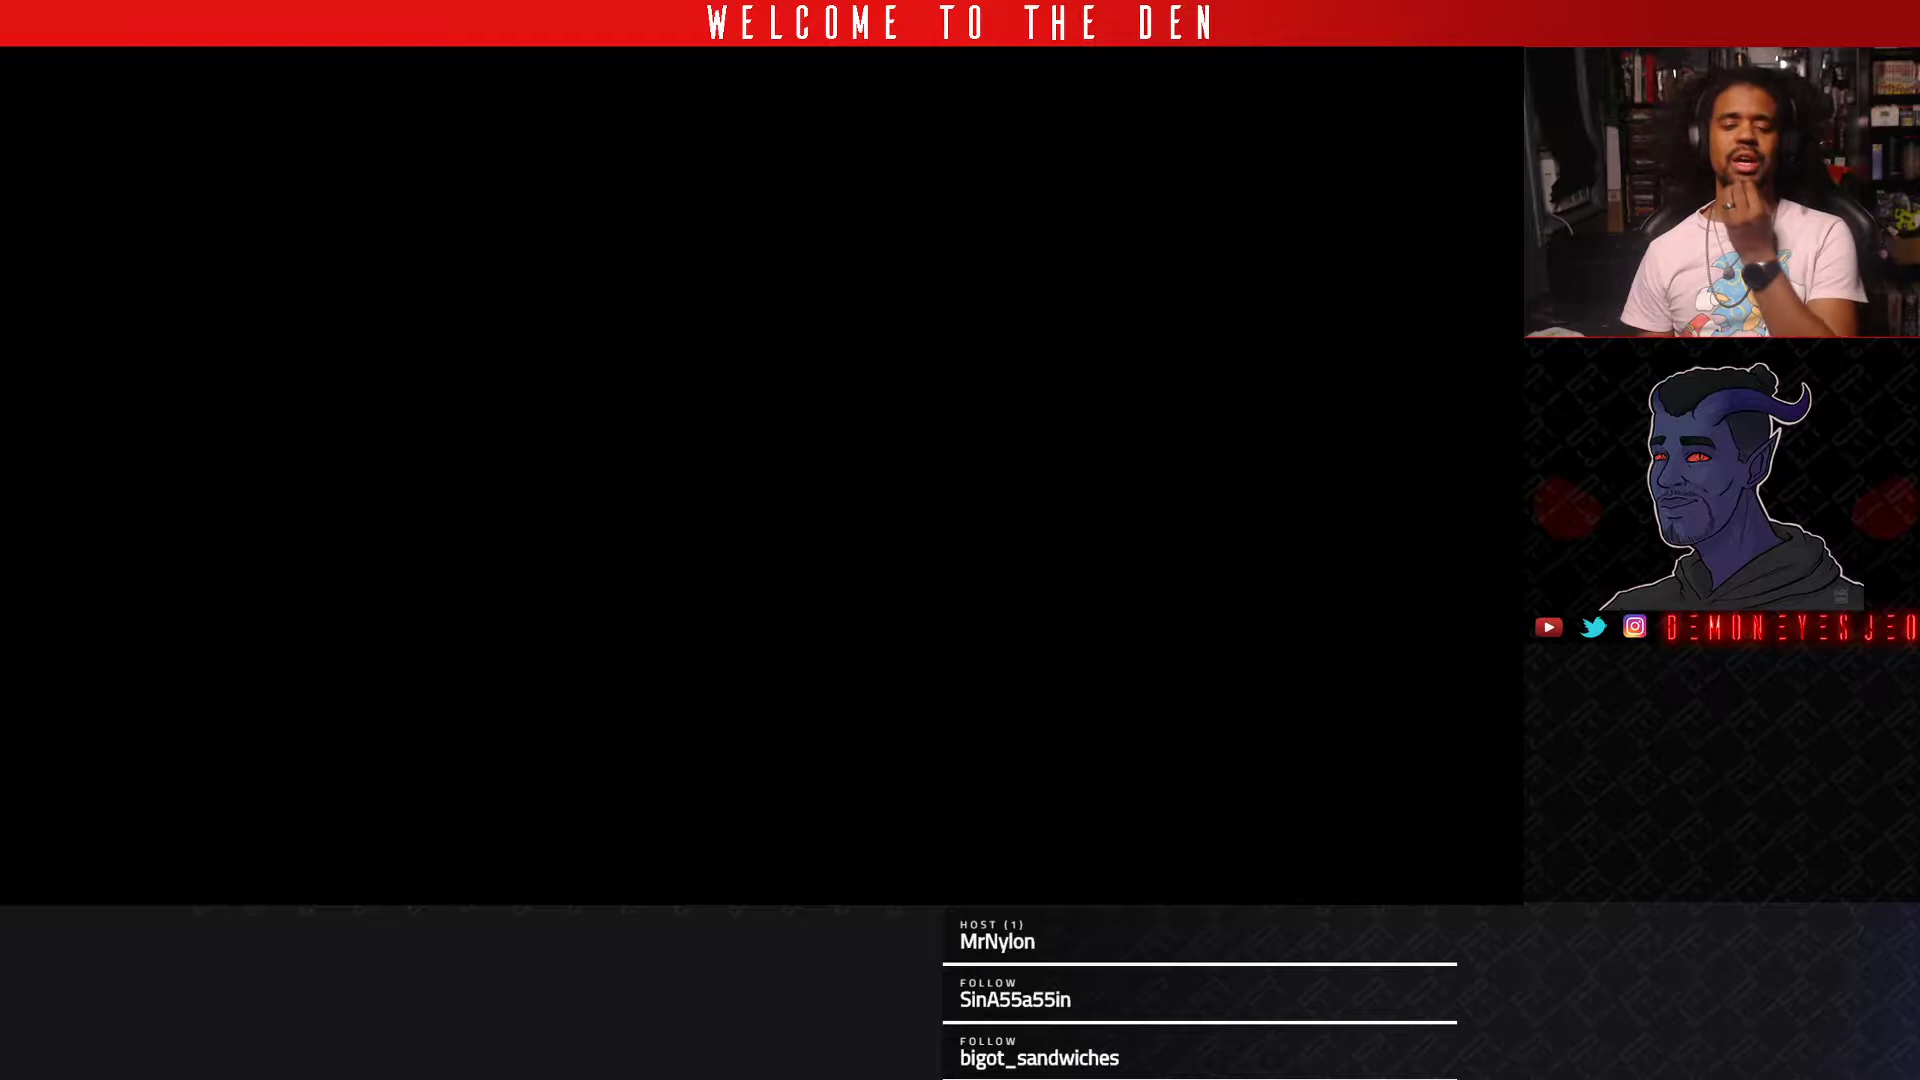 WELCOME TO THE DEN
DEMONEYESJEO
HOST (1)
MrNylon
FOLLOW
SinA55a55in
FOLLOW
bigot_sandwiches